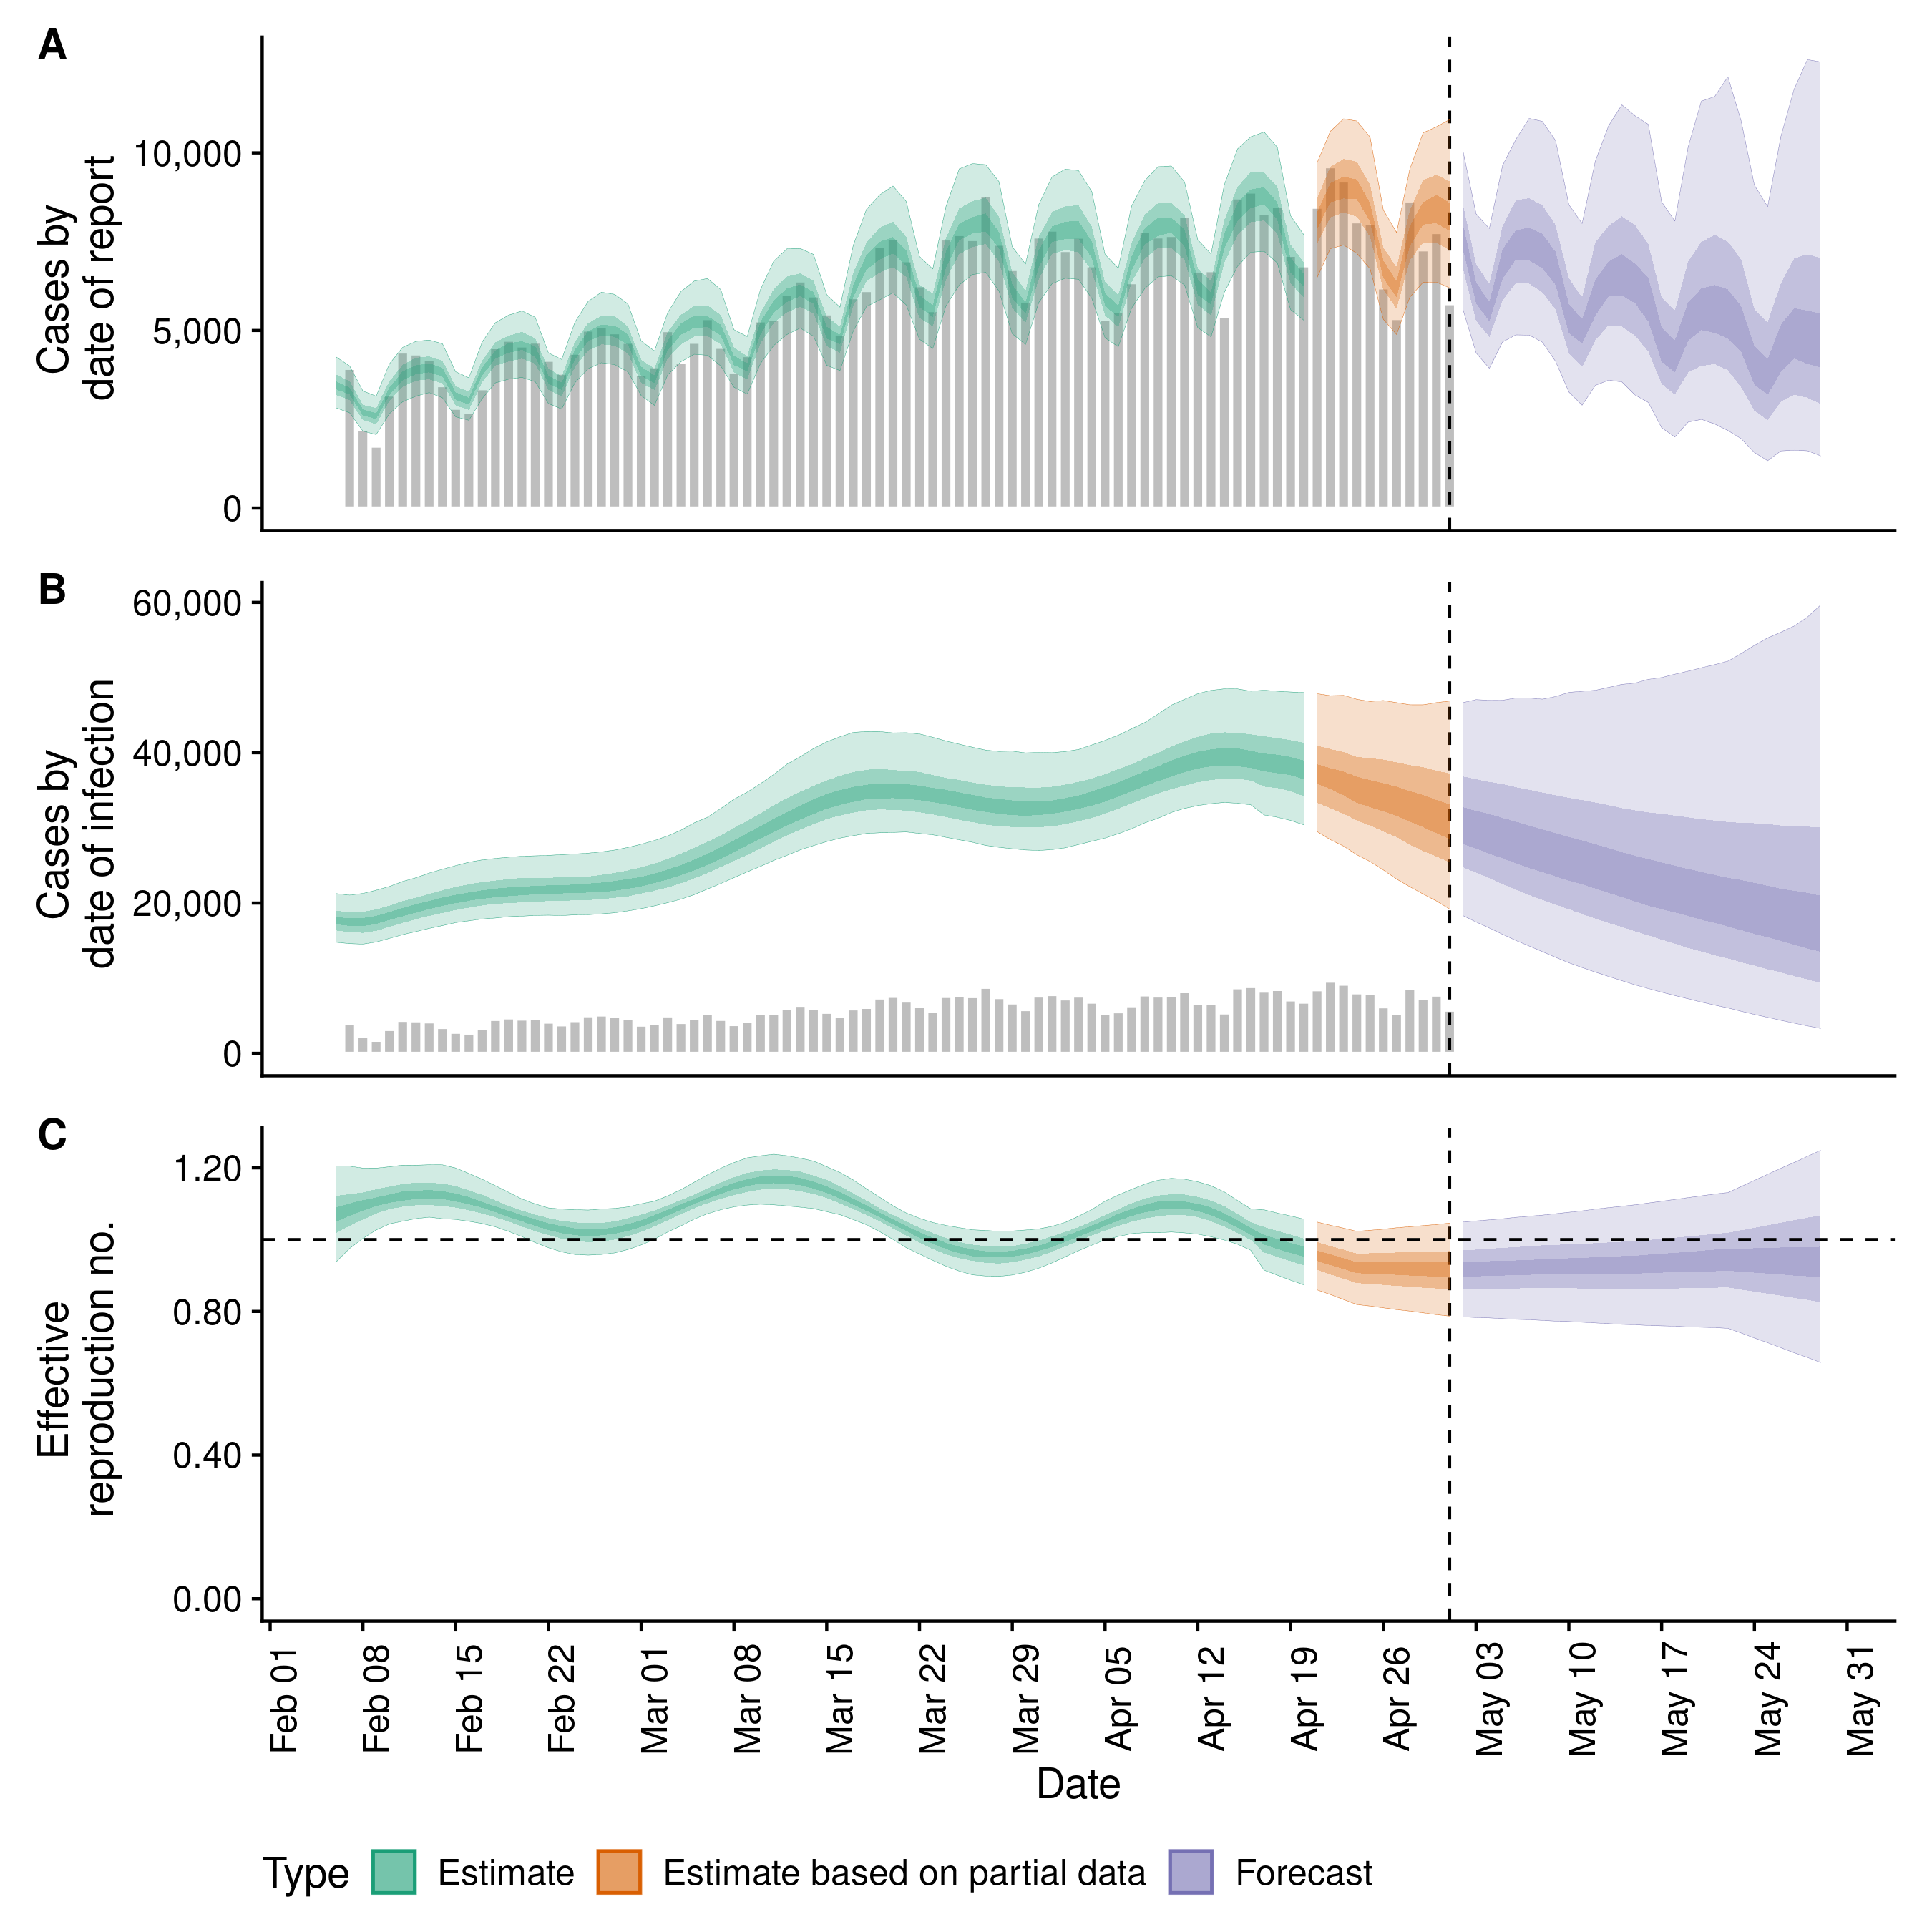 A
Cases by
date of report
10,000
5,000
0
B
Cases by
date of infection
60,000
40,000
20,000
0
C
Effective
reproduction no.
1.20
0.80
0.40
0.00
Feb 01
Feb 08
Feb 15
Feb 22
Mar 01
Mar 08
Mar 15
Mar 22
Mar 29
Apr 05
Apr 12
Apr 19
Apr 26
May 03
May 10
May 17
May 24
May 31
Date
Type Estimate Estimate based on partial data Forecast